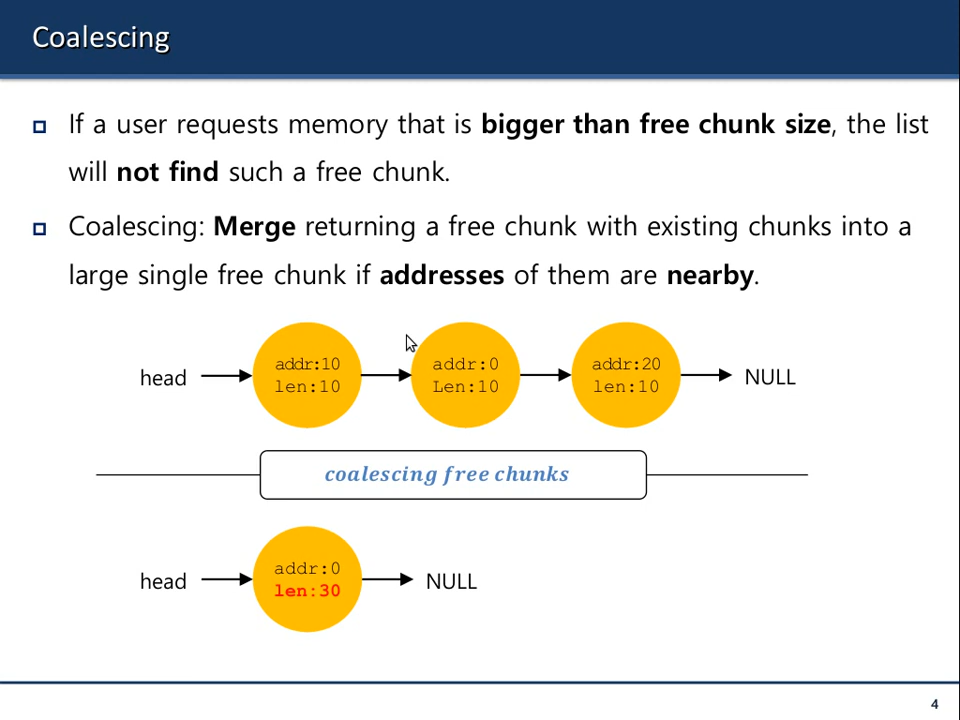 Coalescing
If a user requests memory that is bigger than free chunk size, the list
will not find such a free chunk.
Coalescing: Merge returning a free chunk with existing chunks into a
large single free chunk if addresses of them are nearby.
head
addr:10
len:10
addr:0
Len:10
addr:20
len:10
NULL
coalescing free chunks
head
addr:0
len:30
NULL
4